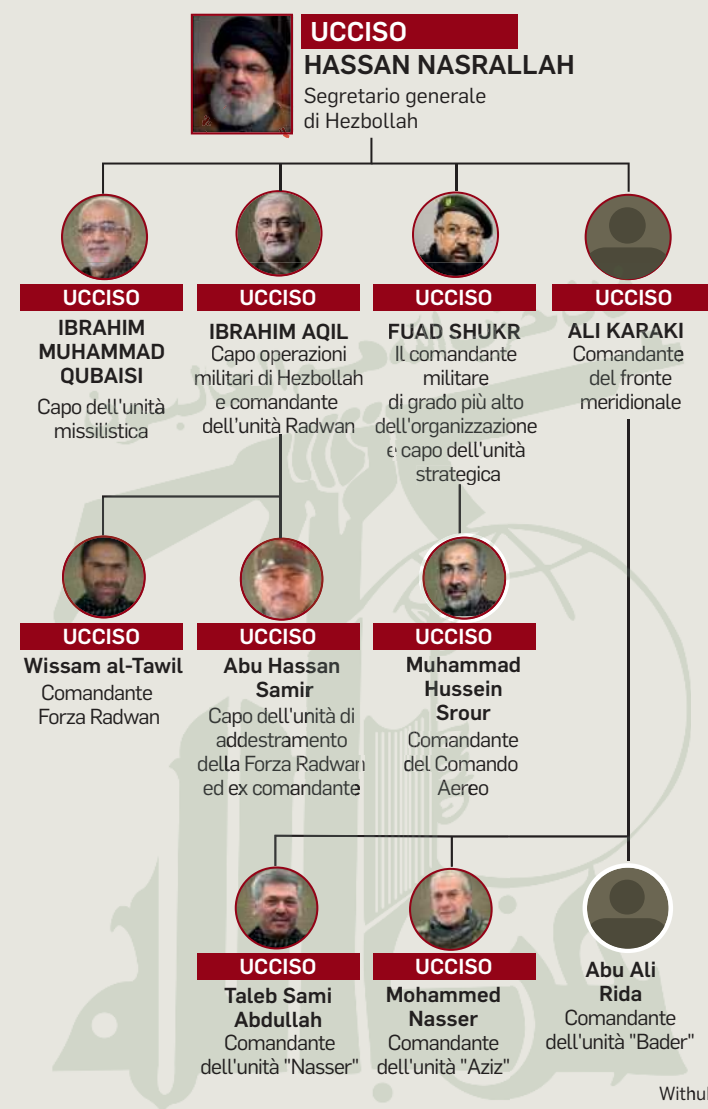 UCCISO
HASSAN NASRALLAH
Segretario generale
di Hezbollah
UCCISO
IBRAHIM
MUHAMMAD
QUBAISI
Capo dell'unità
missilistica
UCCISO
IBRAHIM AQIL
Capo operazioni
militari di Hezbollah
e comandante
dell'unità Radwan
UCCISO
FUAD SHUKR
Il comandante
militare
di grado più alto
dell'organizzazione
e capo dell'unità
strategica
UCCISO
ALI KARAKI
Comandante
del fronte
meridionale
UCCISO
Wissam al-Tawil
Comandante
Forza Radwan
UCCISO
Abu Hassan
Samir
Capo dell'unità di
addestramento
della Forza Radwan
ed ex comandante
UCCISO
Muhammad
Hussein
Srour
Comandante
del Comando
Aereo
UCCISO
Taleb Sami
Abdullah
Comandante
dell'unità "Nasser"
UCCISO
Mohammed
Nasser
Comandante
dell'unità "Aziz"
Abu Ali
Rida
Comandante
dell'unità "Bader"
Withu